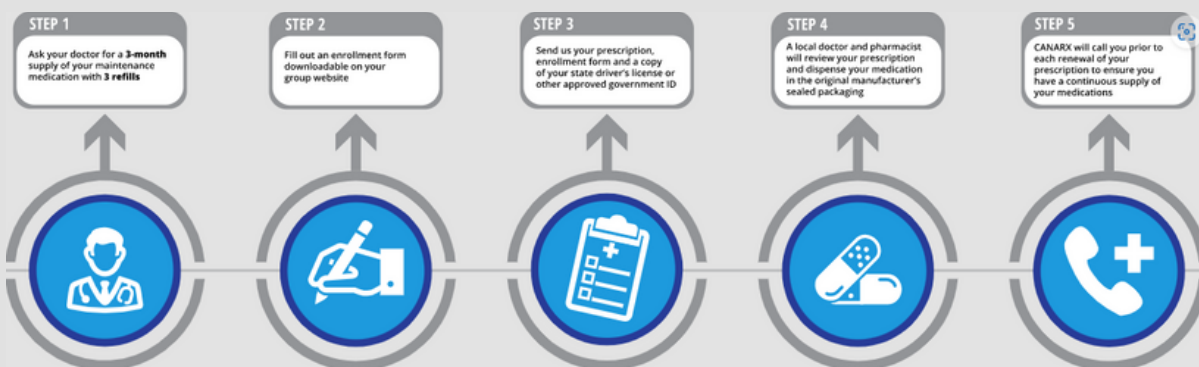 STEP 1
Ask your doctor for a 3-month
supply of your maintenance
medication with 3 refills
STEP 2
Fill out an enrollment form
downloadable on your
group website
STEP 3
Send us your prescription,
enrollment form and a copy
of your state driver's license or
other approved government ID
STEP 4
A local doctor and pharmacist
will review your prescription
and dispense your medication
in the original manufacturer's
sealed packaging
STEP 5
CANARX will call you prior to
each renewal of your
prescription to ensure you
have a continuous supply of
your medications